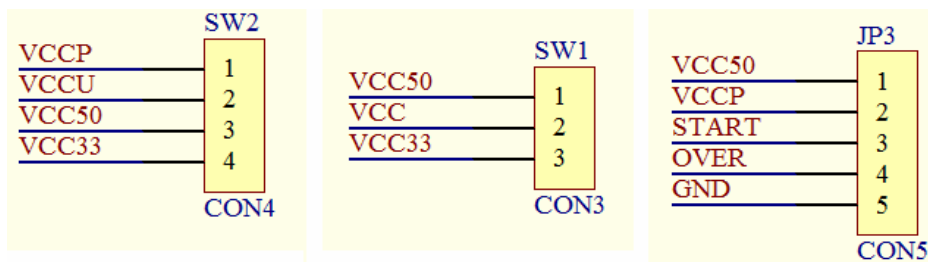 SW2
VCCP
1
VCCU
2
VCC50
3
VCC33
4
CON4
SW1
VCC50
1
VCC
2
VCC33
3
CON3
JP3
VCC50
1
VCCP
2
START
3
OVER
4
GND
5
CON5